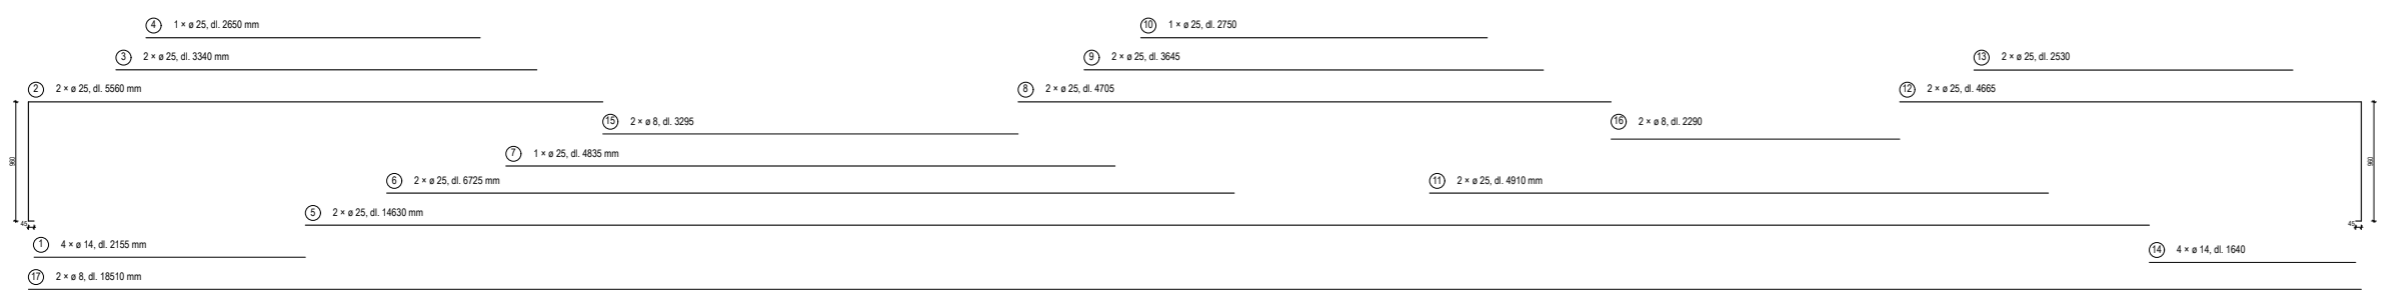 4 1 × ø 25, dl. 2650 mm
10 1 × ø 25, dl. 2750
3 2 × ø 25, dl. 3340 mm
9 2 × ø 25, dl. 3645
13 2 × ø 25, dl. 2530
2 2 × ø 25, dl. 5560 mm
8 2 × ø 25, dl. 4705
12 2 × ø 25, dl. 4665
15 2 × ø 8, dl. 3295
16 2 × ø 8, dl. 2290
7 1 × ø 25, dl. 4835 mm
960
960
6 2 × ø 25, dl. 6725 mm
11 2 × ø 25, dl. 4910 mm
5 2 × ø 25, dl. 14630 mm
45
45
1 4 × ø 14, dl. 2155 mm
14 4 × ø 14, dl. 1640
17 2 × ø 8, dl. 18510 mm